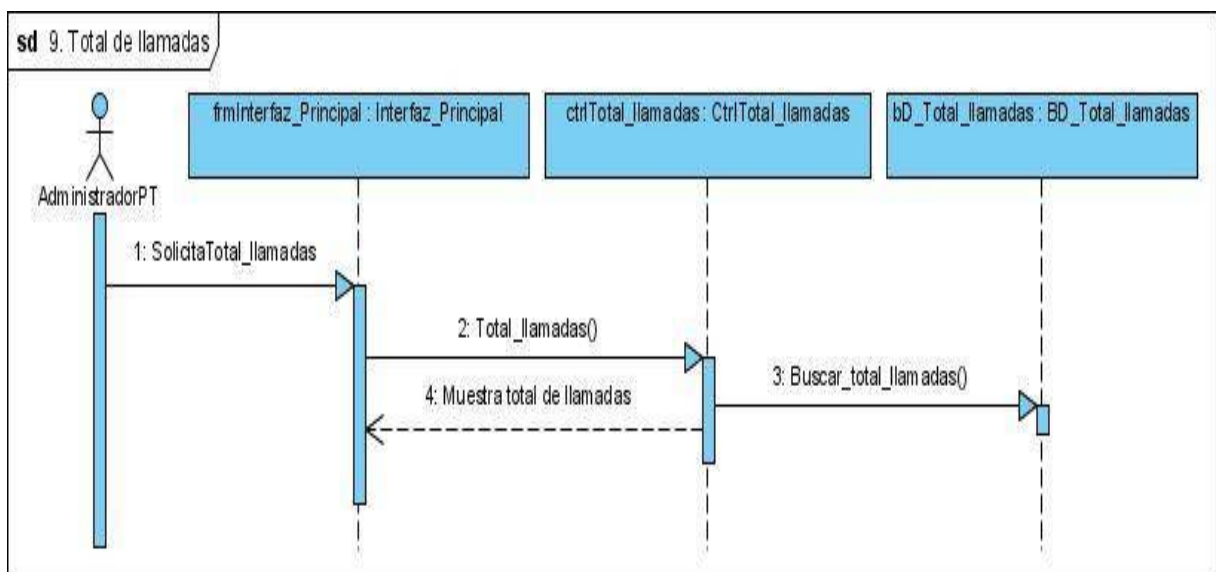 sd 9. Total de llamadas
frmInterfaz_Principal : Interfaz_Principal
ctrlTotal_llamadas : CtrlTotal_llamadas
bD_Total_llamadas : BD_Total_llamadas
AdministradorPT
1: SolicitaTotal_llamadas
2: Total_llamadas()
3: Buscar_total_llamadas()
4: Muestra total de llamadas